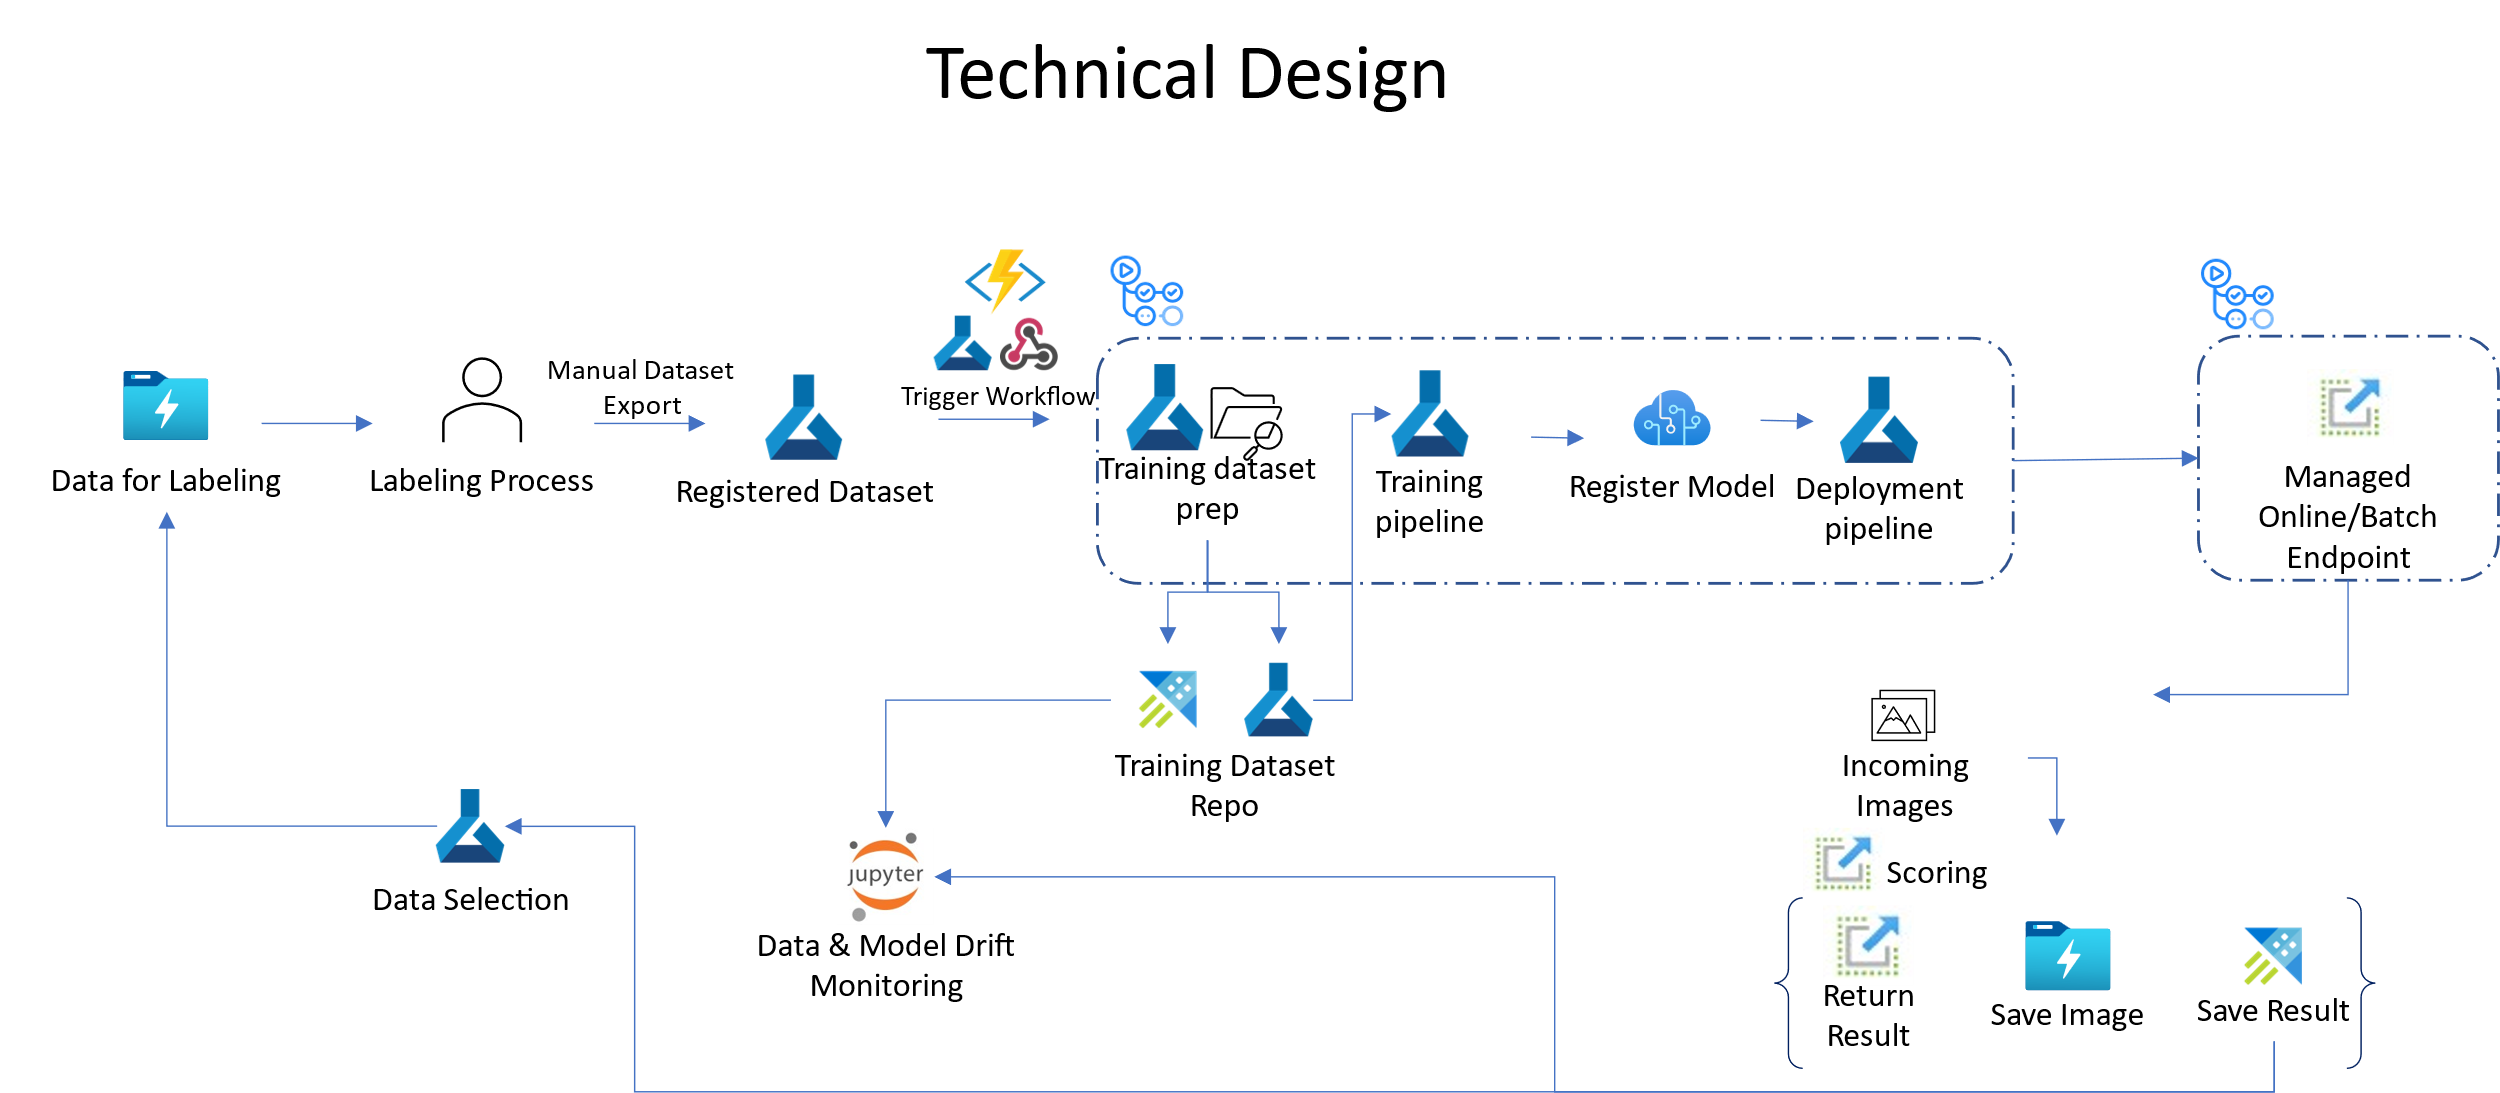 Technical Design
Manual Dataset
Export
Trigger Workflow
Data for Labeling
Labeling Process
Registered Dataset
Training dataset
prep
Training
pipeline
Register Model
Deployment
pipeline
Managed
Online/Batch
Endpoint
Training Dataset
Repo
Incoming
Images
Scoring
Data Selection
jupyter
Data & Model Drift
Monitoring
Return
Result
Save Image
Save Result